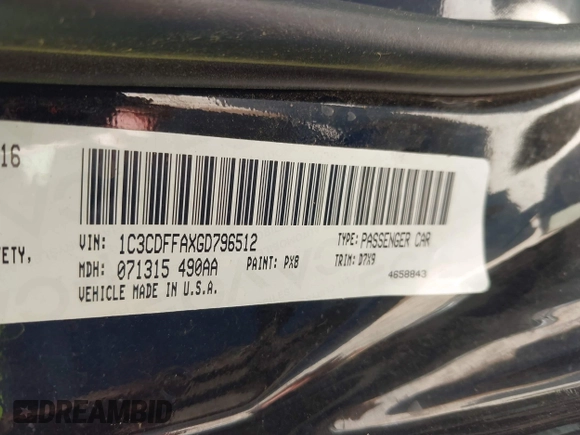 16
VIN: 1C3CDFFAXGD796512
TYPE: PASSENGER CAR
ETY,
MDH: 071315 490AA
PAINT: PX8
TRIM: D7X9
VEHICLE MADE IN U.S.A.
4658843
DREAMBID